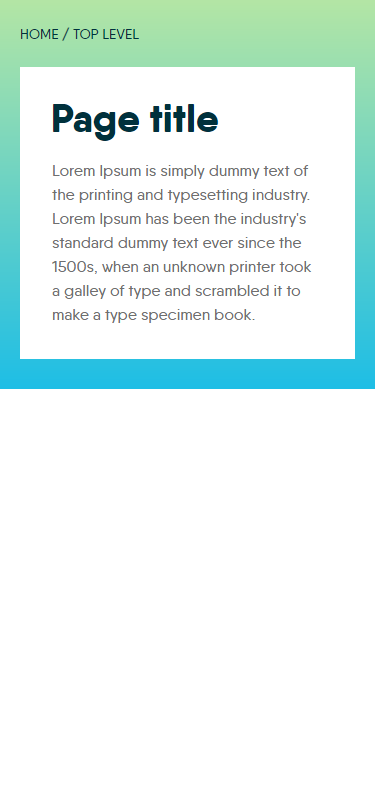 HOME / TOP LEVEL
Page title
Lorem Ipsum is simply dummy text of
the printing and typesetting industry.
Lorem Ipsum has been the industry's
standard dummy text ever since the
1500s, when an unknown printer took
a galley of type and scrambled it to
make a type specimen book.